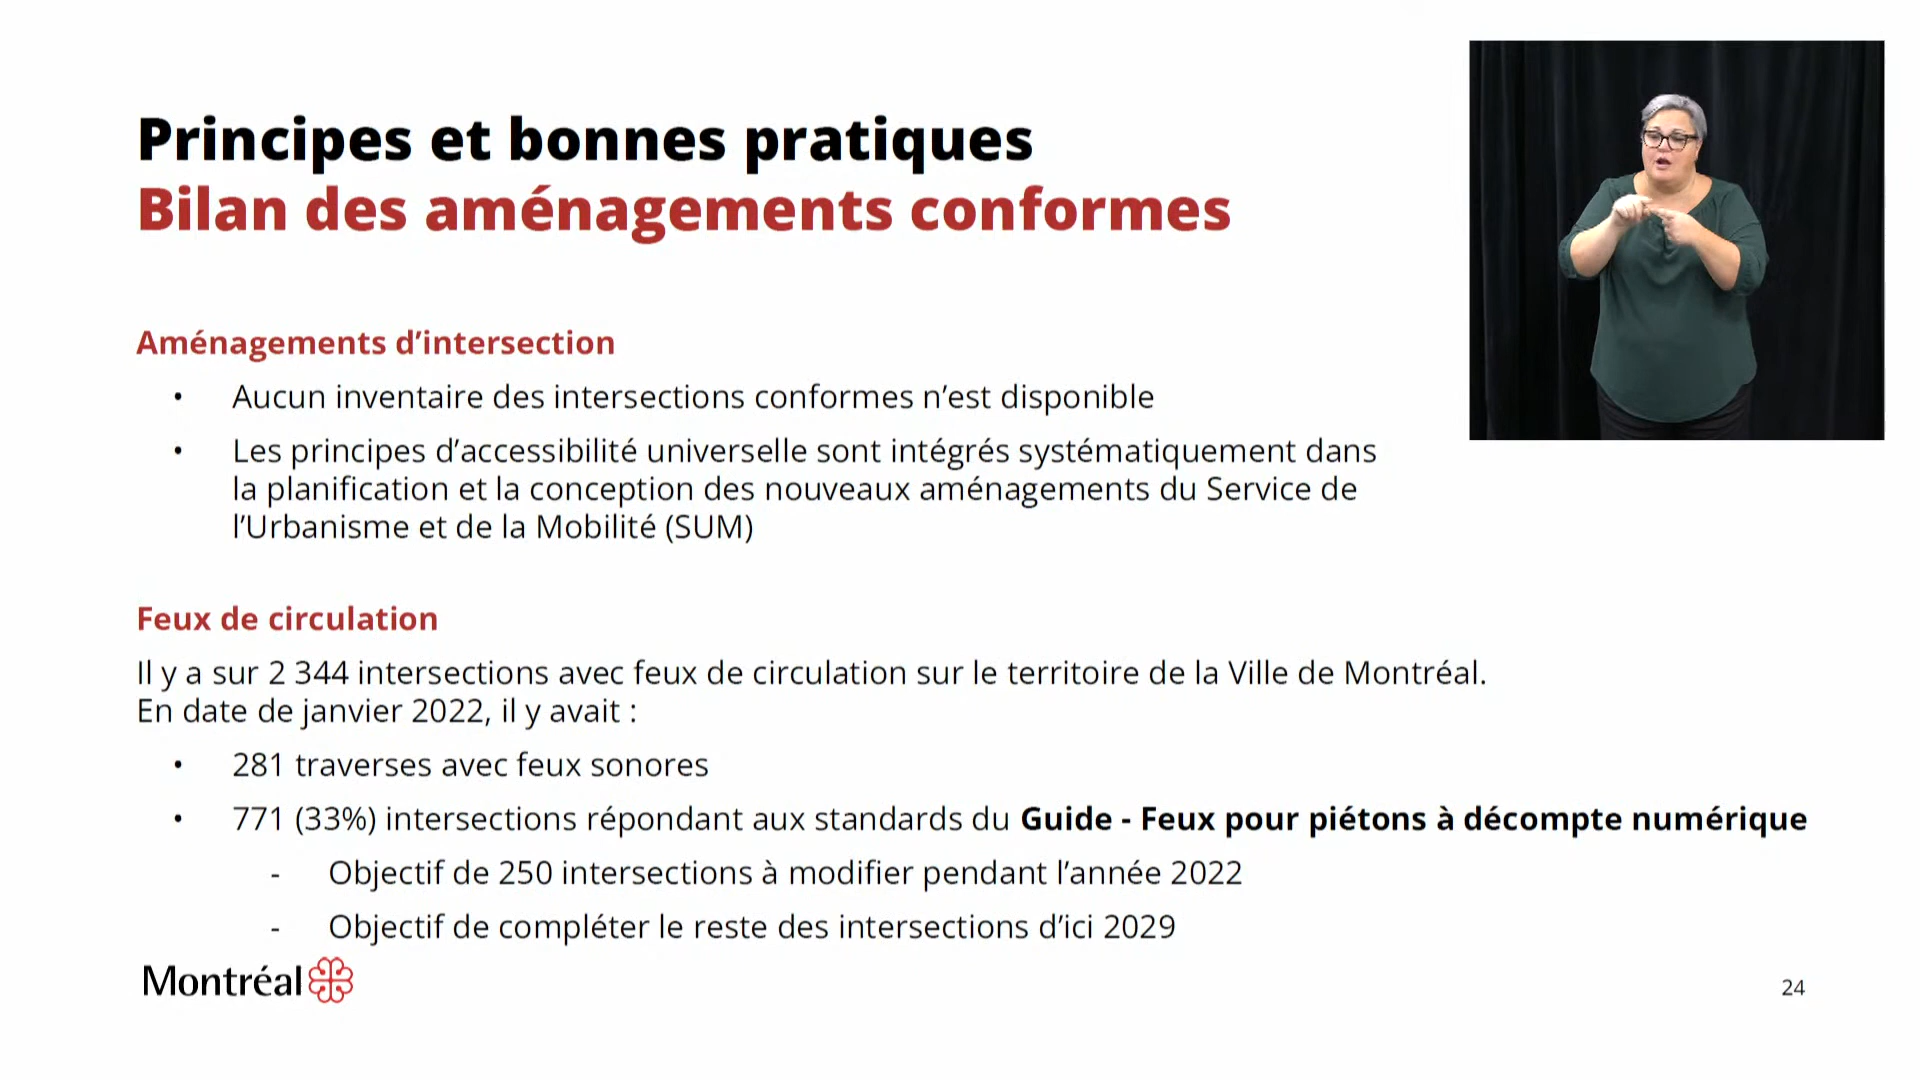 Principes et bonnes pratiques
Bilan des aménagements conformes
Aménagements d’intersection
• Aucun inventaire des intersections conformes n’est disponible
• Les principes d’accessibilité universelle sont intégrés systématiquement dans
la planification et la conception des nouveaux aménagements du Service de
l’Urbanisme et de la Mobilité (SUM)
Feux de circulation
Il y a sur 2 344 intersections avec feux de circulation sur le territoire de la Ville de Montréal.
En date de janvier 2022, il y avait :
• 281 traverses avec feux sonores
• 771 (33%) intersections répondant aux standards du Guide - Feux pour piétons à décompte numérique
- Objectif de 250 intersections à modifier pendant l’année 2022
- Objectif de compléter le reste des intersections d’ici 2029
Montréal
24